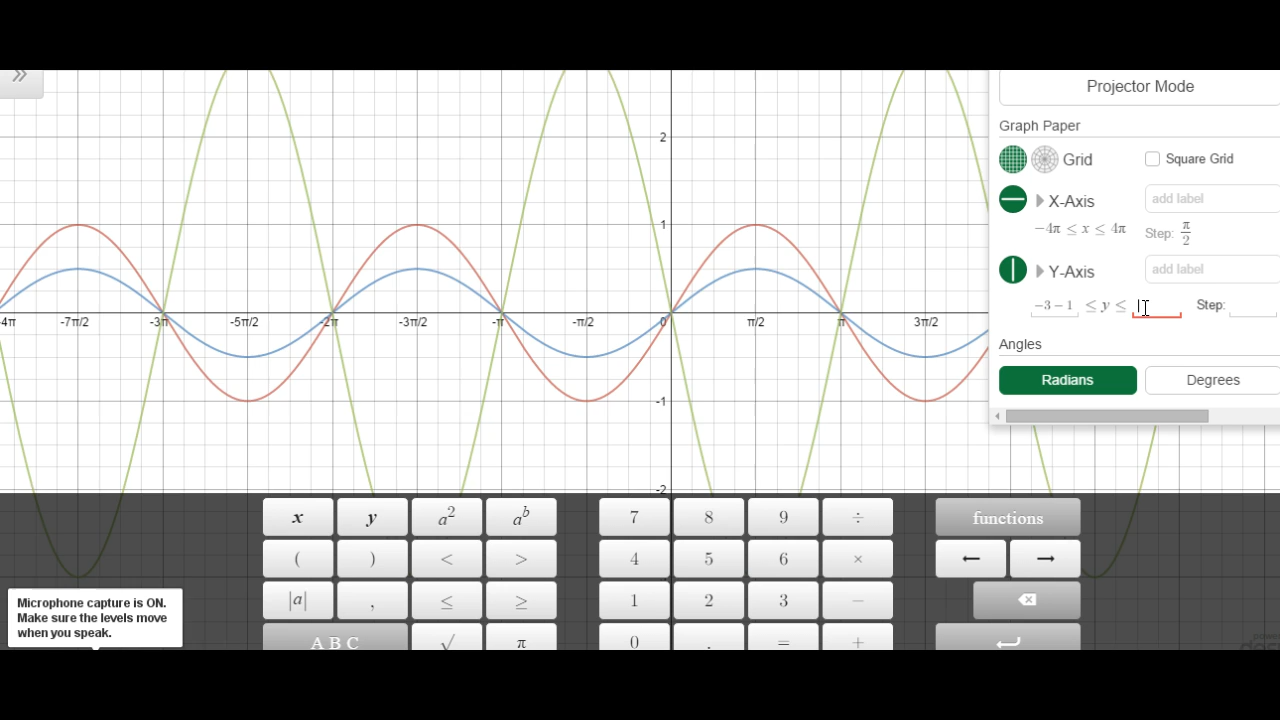 »
Projector Mode
Graph Paper
Grid
Square Grid
X-Axis
add label
−4π ≤ x ≤ 4π
Step: π/2
Y-Axis
add label
−3 − 1 ≤ y ≤
Step:
Angles
Radians
Degrees
2
1
-4π -7π/2 -3π -5π/2 -2π -3π/2 -π -π/2 0 π/2 π 3π/2
-1
-2
x y a² aᵇ 7 8 9 ÷ functions
( ) < > 4 5 6 × ← →
|a| , ≤ ≥ 1 2 3 −
A B C √ π 0 . = +
Microphone capture is ON.
Make sure the levels move
when you speak.